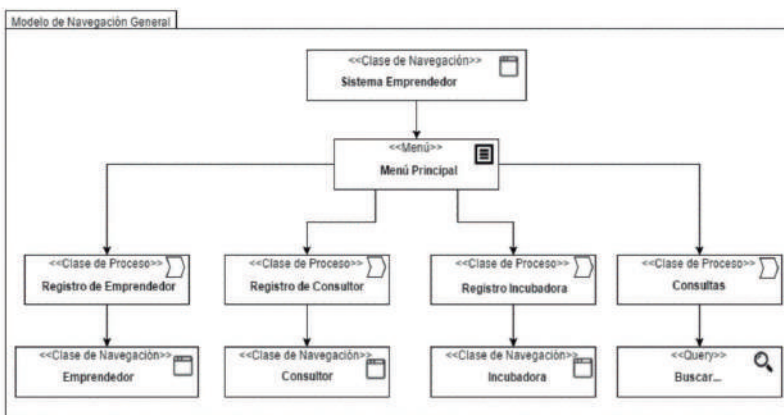 Modelo de Navegación General
<<Clase de Navegación>>
Sistema Emprendedor
<<Menú>>
Menú Principal
<<Clase de Proceso>>
Registro de Emprendedor
<<Clase de Proceso>>
Registro de Consultor
<<Clase de Proceso>>
Registro Incubadora
<<Clase de Proceso>>
Consultas
<<Clase de Navegación>>
Emprendedor
<<Clase de Navegación>>
Consultor
<<Clase de Navegación>>
Incubadora
<<Query>>
Buscar...